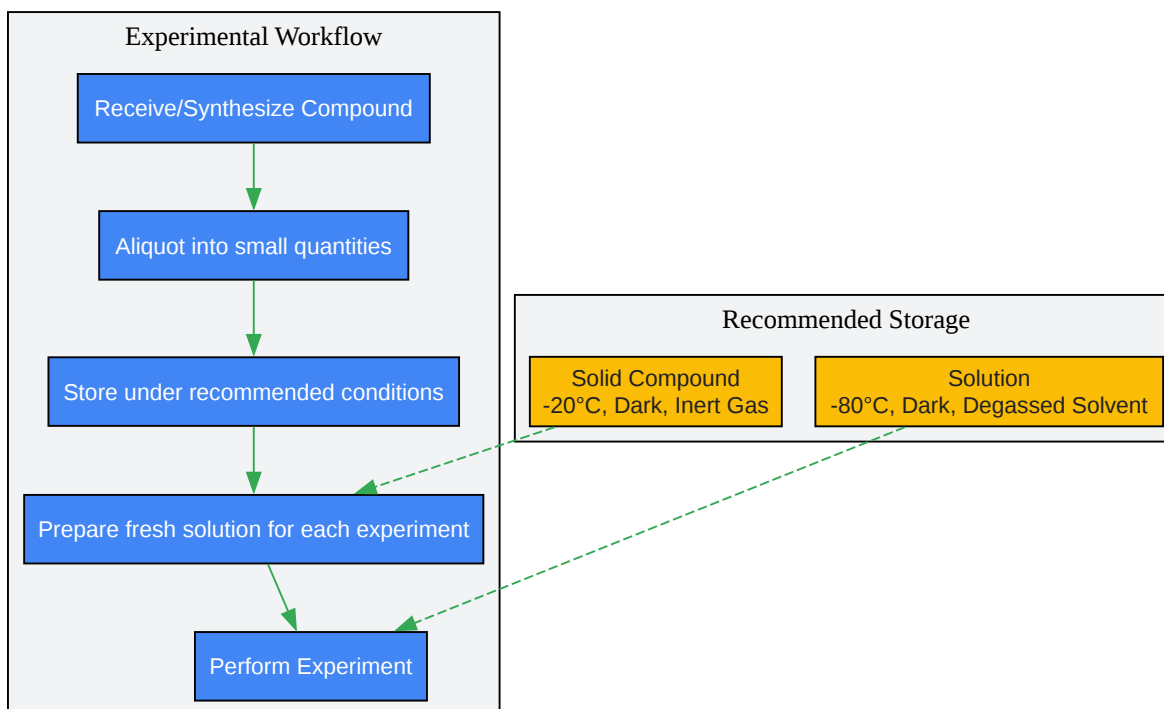 Experimental Workflow
Receive/Synthesize Compound
Aliquot into small quantities
Store under recommended conditions
Prepare fresh solution for each experiment
Perform Experiment
Recommended Storage
Solid Compound
-20°C, Dark, Inert Gas
Solution
-80°C, Dark, Degassed Solvent